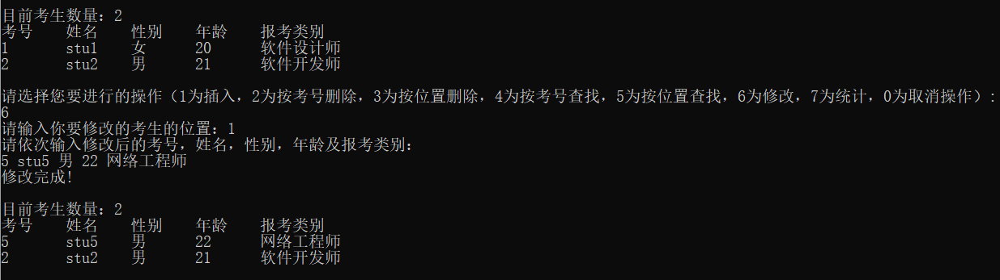 目前考生数量：2
考号 姓名 性别 年龄 报考类别
1 stu1 女 20 软件设计师
2 stu2 男 21 软件开发师
请选择您要进行的操作（1为插入，2为按考号删除，3为按位置删除，4为按考号查找，5为按位置查找，6为修改，7为统计，0为取消操作）:
6
请输入你要修改的考生的位置：1
请依次输入修改后的考号，姓名，性别，年龄及报考类别：
5 stu5 男 22 网络工程师
修改完成!
目前考生数量：2
考号 姓名 性别 年龄 报考类别
5 stu5 男 22 网络工程师
2 stu2 男 21 软件开发师